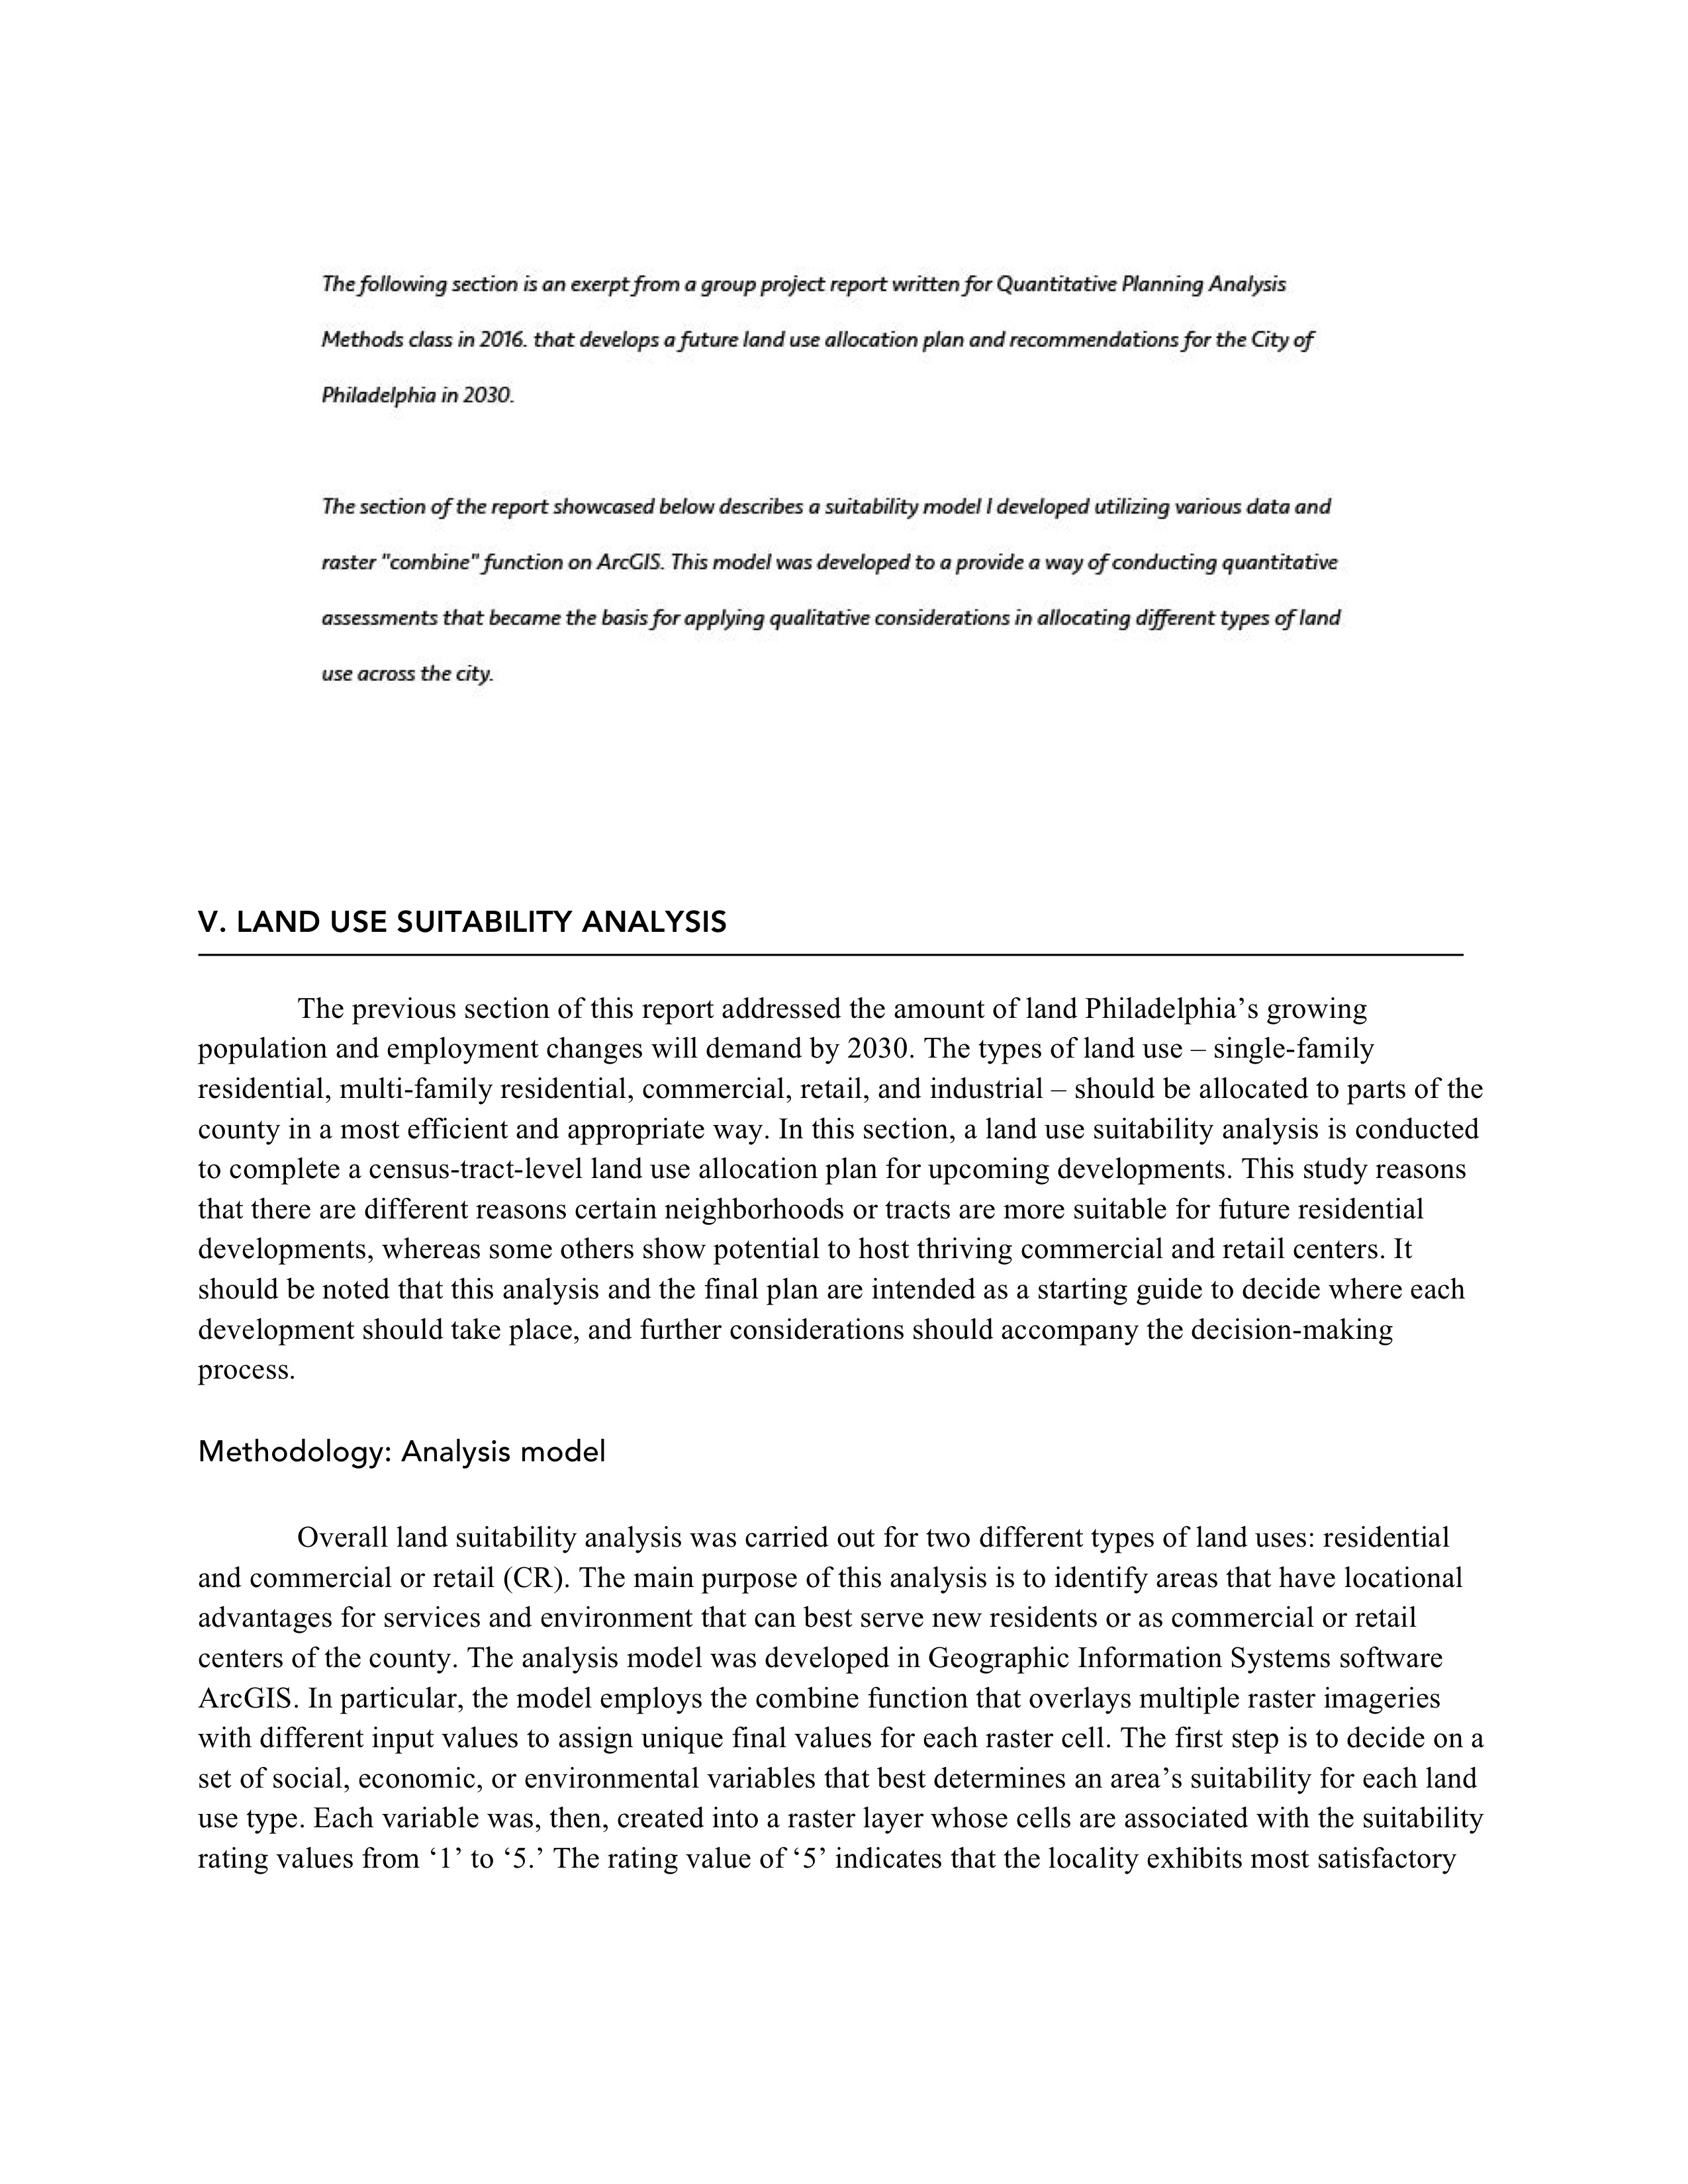 The following section is an exerpt from a group project report written for Quantitative Planning Analysis
Methods class in 2016. that develops a future land use allocation plan and recommendations for the City of
Philadelphia in 2030.
The section of the report showcased below describes a suitability model I developed utilizing various data and
raster "combine" function on ArcGIS. This model was developed to a provide a way of conducting quantitative
assessments that became the basis for applying qualitative considerations in allocating different types of land
use across the city.
V. LAND USE SUITABILITY ANALYSIS
The previous section of this report addressed the amount of land Philadelphia’s growing
population and employment changes will demand by 2030. The types of land use – single-family
residential, multi-family residential, commercial, retail, and industrial – should be allocated to parts of the
county in a most efficient and appropriate way. In this section, a land use suitability analysis is conducted
to complete a census-tract-level land use allocation plan for upcoming developments. This study reasons
that there are different reasons certain neighborhoods or tracts are more suitable for future residential
developments, whereas some others show potential to host thriving commercial and retail centers. It
should be noted that this analysis and the final plan are intended as a starting guide to decide where each
development should take place, and further considerations should accompany the decision-making
process.
Methodology: Analysis model
Overall land suitability analysis was carried out for two different types of land uses: residential
and commercial or retail (CR). The main purpose of this analysis is to identify areas that have locational
advantages for services and environment that can best serve new residents or as commercial or retail
centers of the county. The analysis model was developed in Geographic Information Systems software
ArcGIS. In particular, the model employs the combine function that overlays multiple raster imageries
with different input values to assign unique final values for each raster cell. The first step is to decide on a
set of social, economic, or environmental variables that best determines an area’s suitability for each land
use type. Each variable was, then, created into a raster layer whose cells are associated with the suitability
rating values from ‘1’ to ‘5.’ The rating value of ‘5’ indicates that the locality exhibits most satisfactory